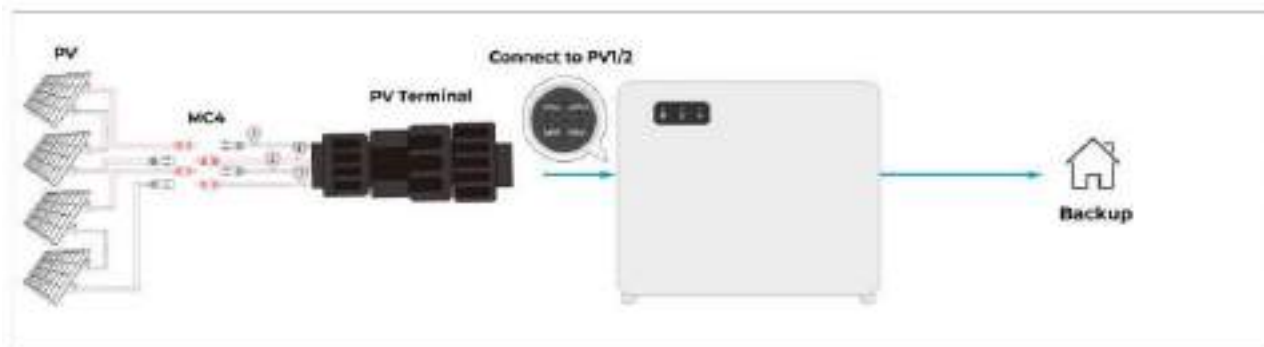 PV
Connect to PV1/2
PV Terminal
MC4
Backup